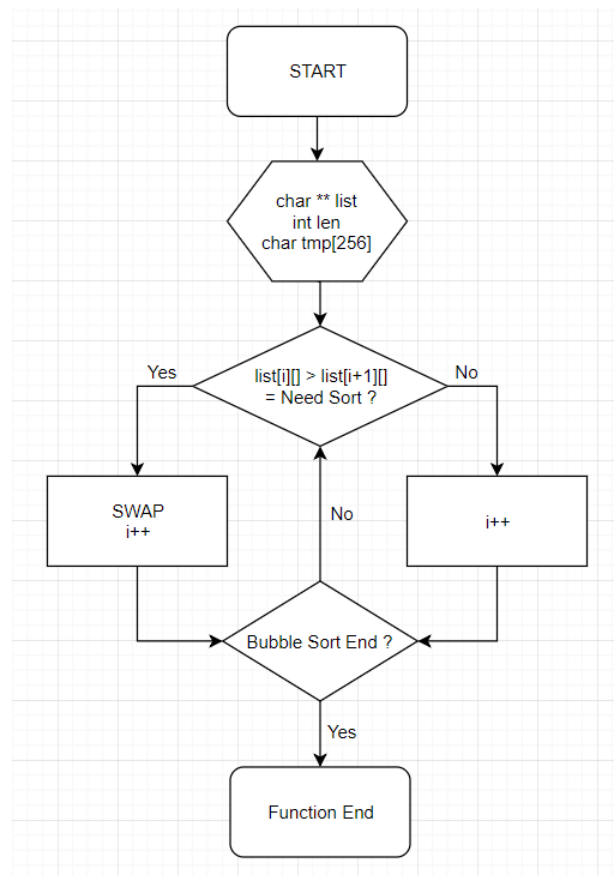 START
char ** list
int len
char tmp[256]
Yes
list[i][] > list[i+1][]
= Need Sort ?
No
SWAP
i++
No
i++
Bubble Sort End ?
Yes
Function End